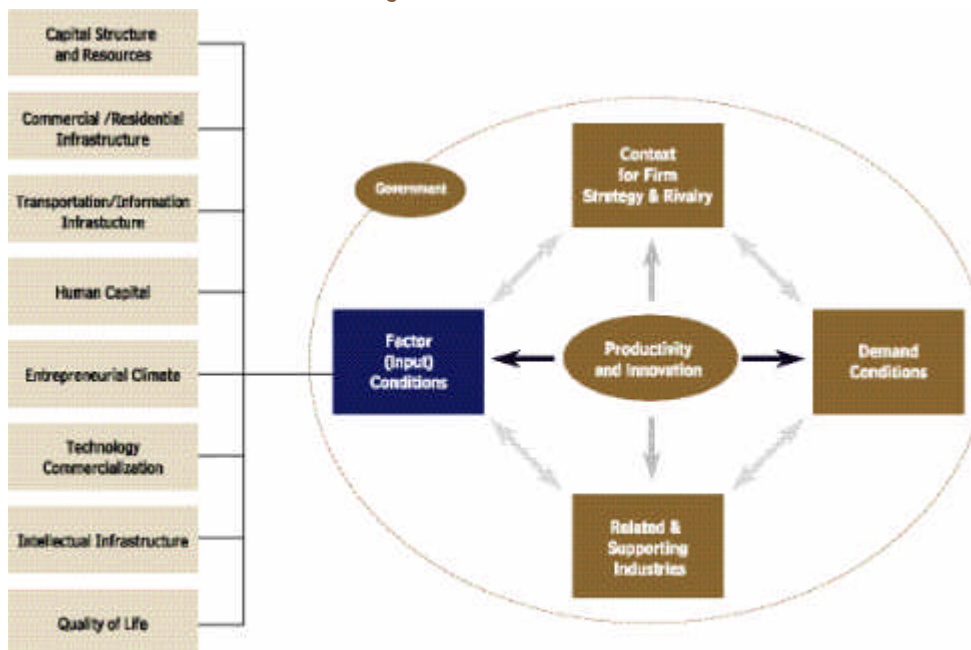 Capital Structure
and Resources
Commercial /Residential
Infrastructure
Transportation/Information
Infrastucture
Human Capital
Entrepreneurial Climate
Technology
Commercialization
Intellectual Infrastructure
Quality of Life
Government
Context
for Firm
Strategy & Rivalry
Factor
(Input)
Conditions
Productivity
and Innovation
Demand
Conditions
Related &
Supporting
Industries